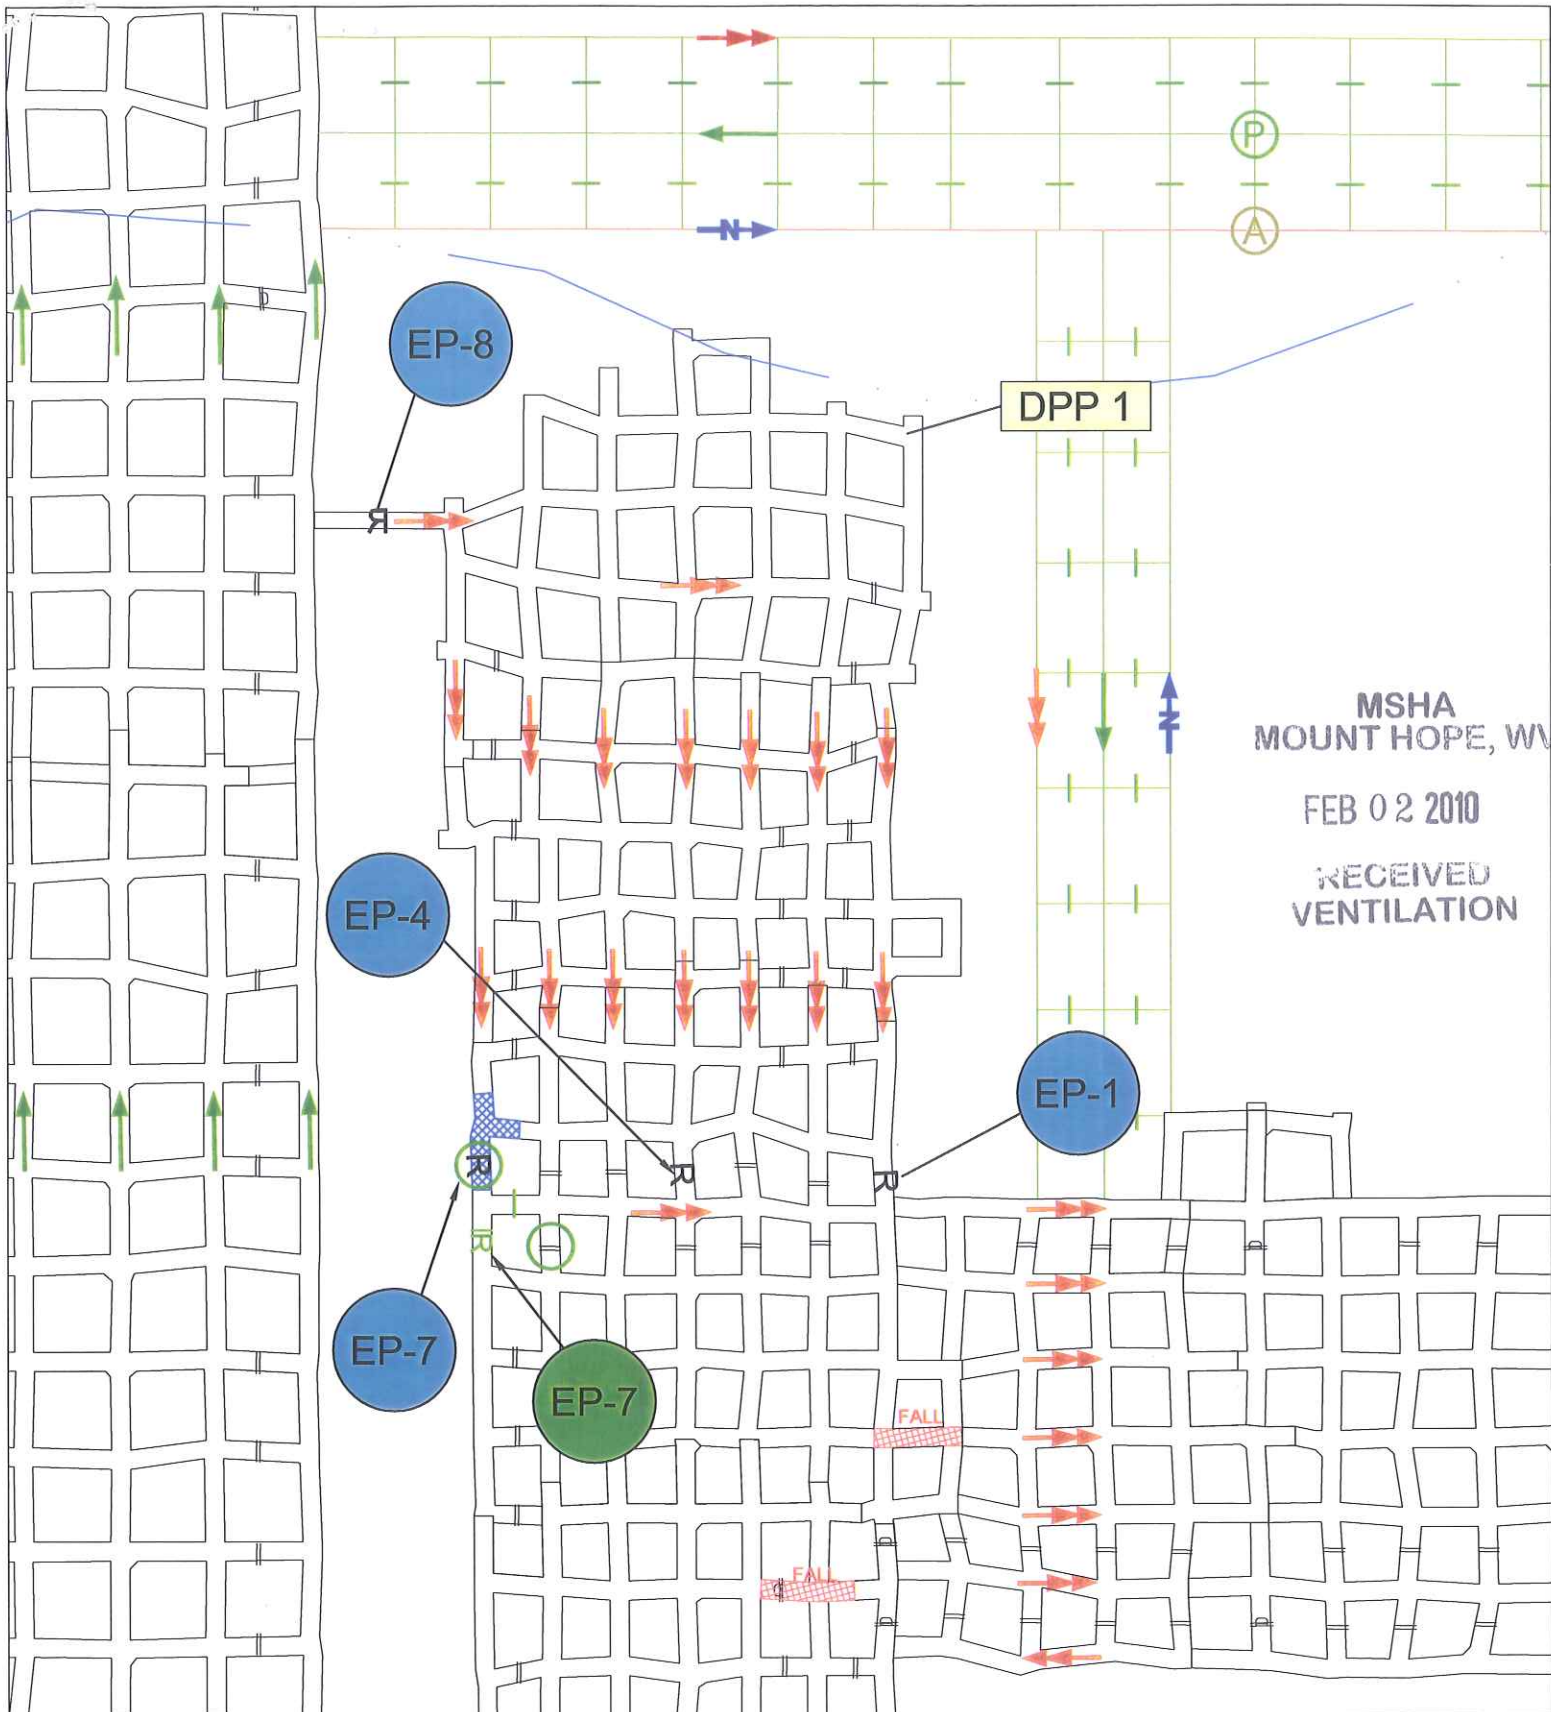 P
N
A
EP-8
DPP 1
R
N
MSHA
MOUNT HOPE, WV
FEB 02 2010
RECEIVED
VENTILATION
EP-4
EP-1
R
R
R
IR
EP-7
EP-7
FALL
FALL